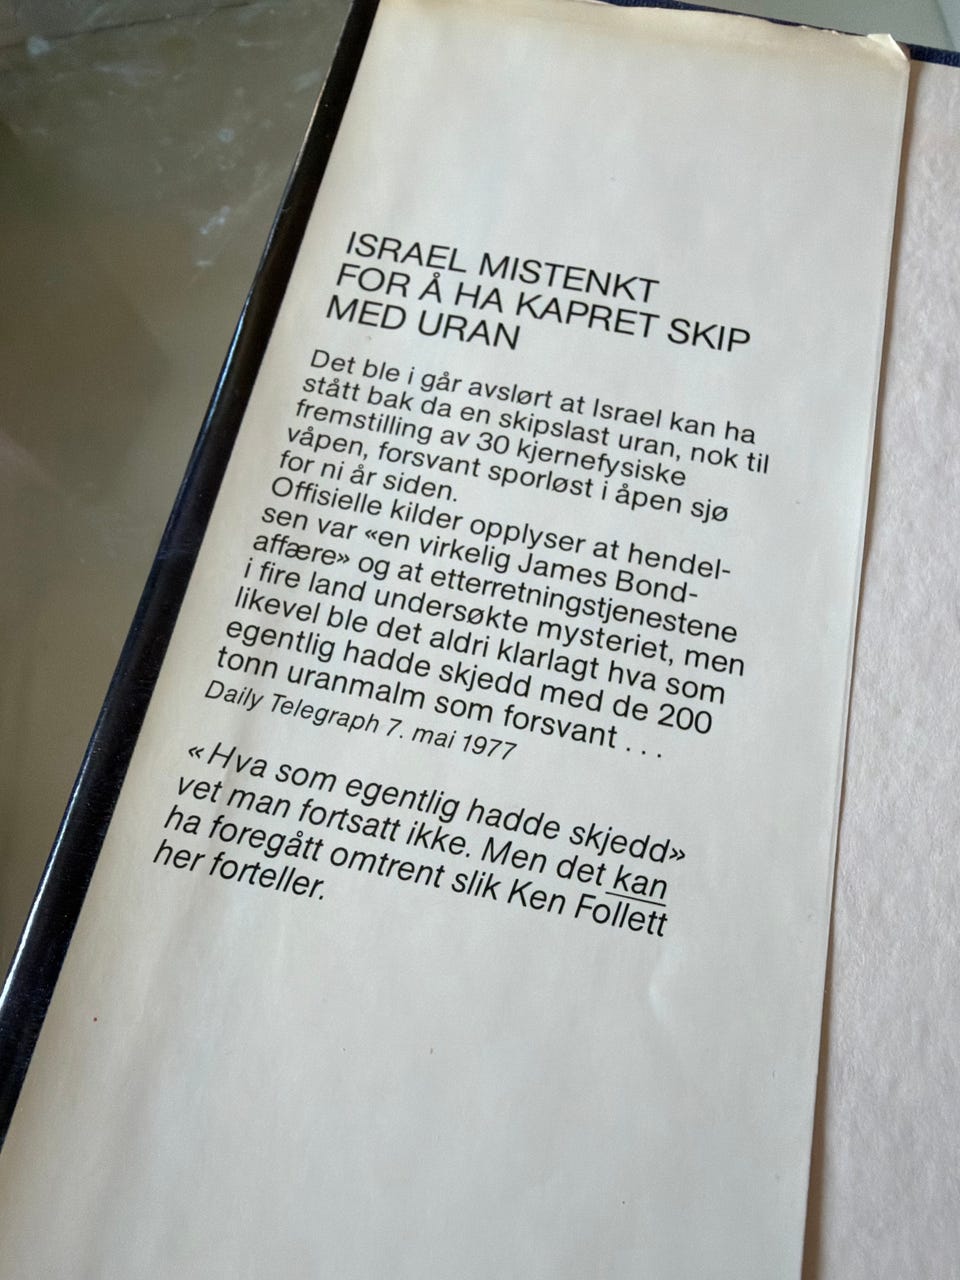 ISRAEL MISTENKT
FOR Å HA KAPRET SKIP
MED URAN
Det ble i går avslørt at Israel kan ha
stått bak da en skipslast uran, nok til
fremstilling av 30 kjernefysiske
våpen, forsvant sporløst i åpen sjø
for ni år siden.
Offisielle kilder opplyser at hendel-
sen var «en virkelig James Bond-
affære» og at etterretningstjenestene
i fire land undersøkte mysteriet, men
likevel ble det aldri klarlagt hva som
egentlig hadde skjedd med de 200
tonn uranmalm som forsvant . . .
Daily Telegraph 7. mai 1977
«Hva som egentlig hadde skjedd»
vet man fortsatt ikke. Men det kan
ha foregått omtrent slik Ken Follett
her forteller.